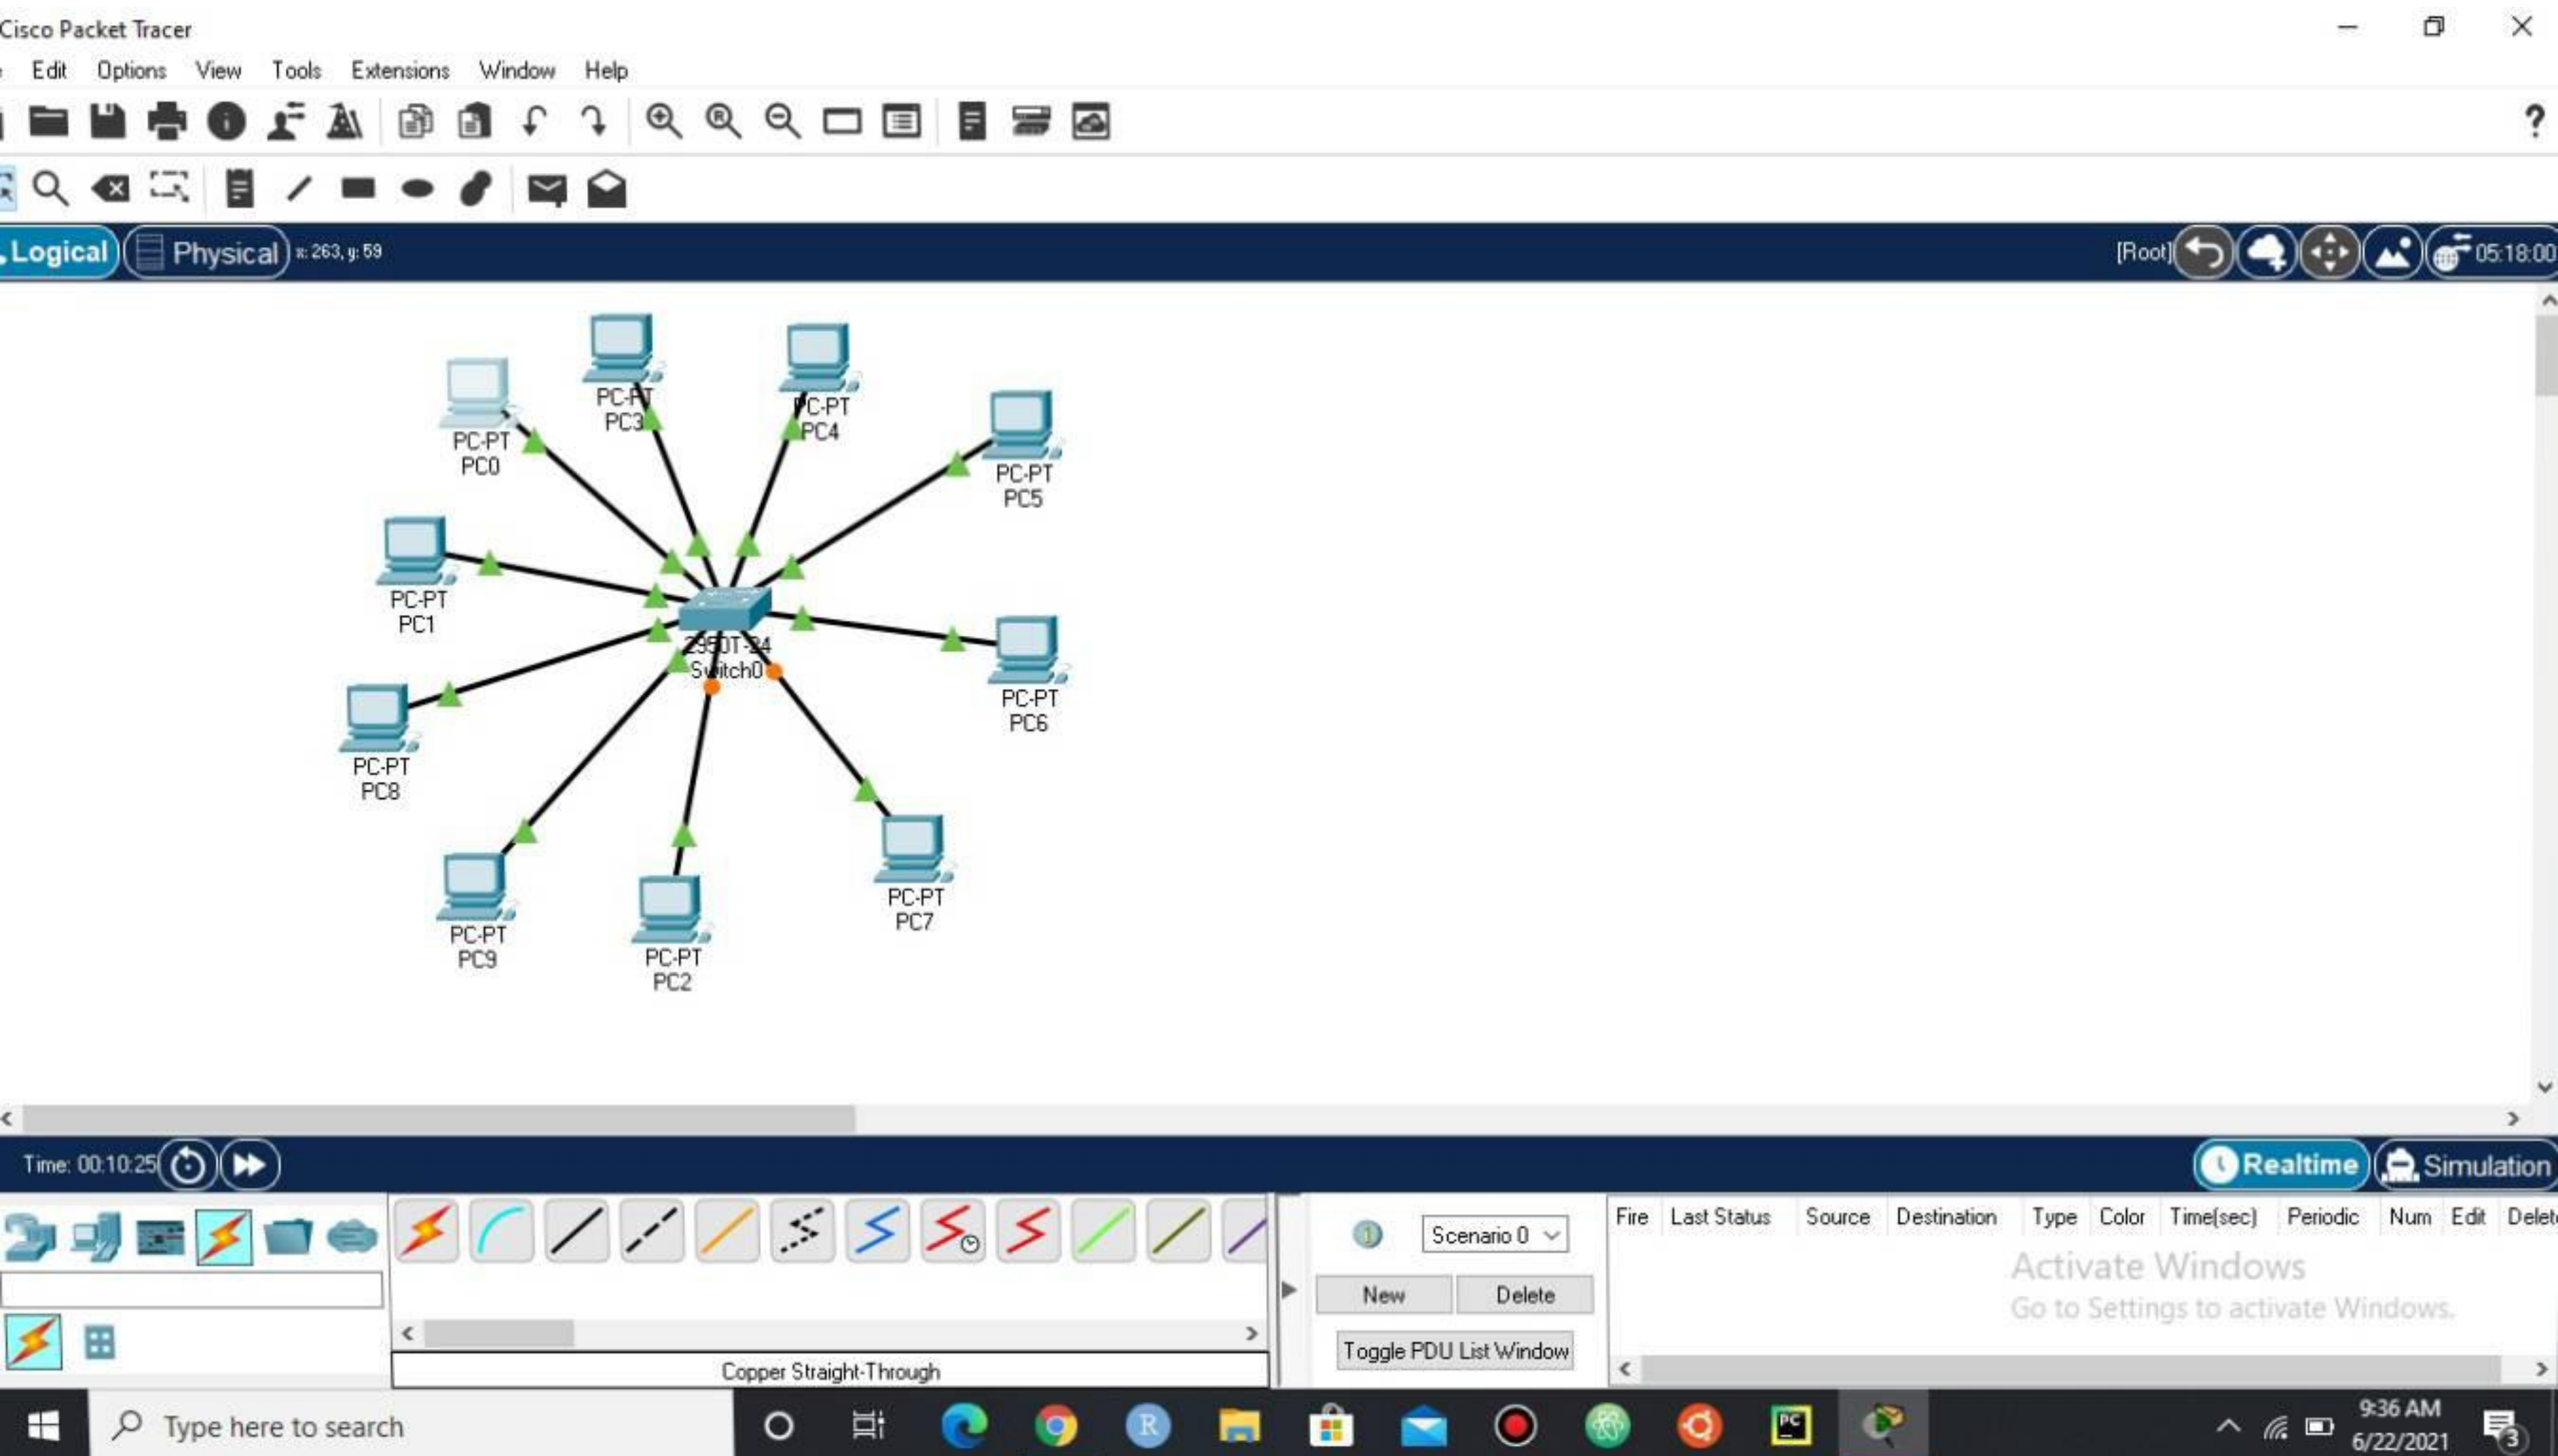 Cisco Packet Tracer
Edit Options View Tools Extensions Window Help
?
Logical Physical x: 263, y: 59 [Root] 05:18:00
PC-PT
PC3
PC-PT
PC4
PC-PT
PC0
PC-PT
PC5
PC-PT
PC1
2950T-24
Switch0
PC-PT
PC6
PC-PT
PC8
PC-PT
PC7
PC-PT
PC9
PC-PT
PC2
Time: 00:10:25 Realtime Simulation
Scenario 0
New Delete
Toggle PDU List Window
Fire Last Status Source Destination Type Color Time(sec) Periodic Num Edit Delet
Activate Windows
Go to Settings to activate Windows.
Copper Straight-Through
Type here to search
R
PC
9:36 AM
6/22/2021
3